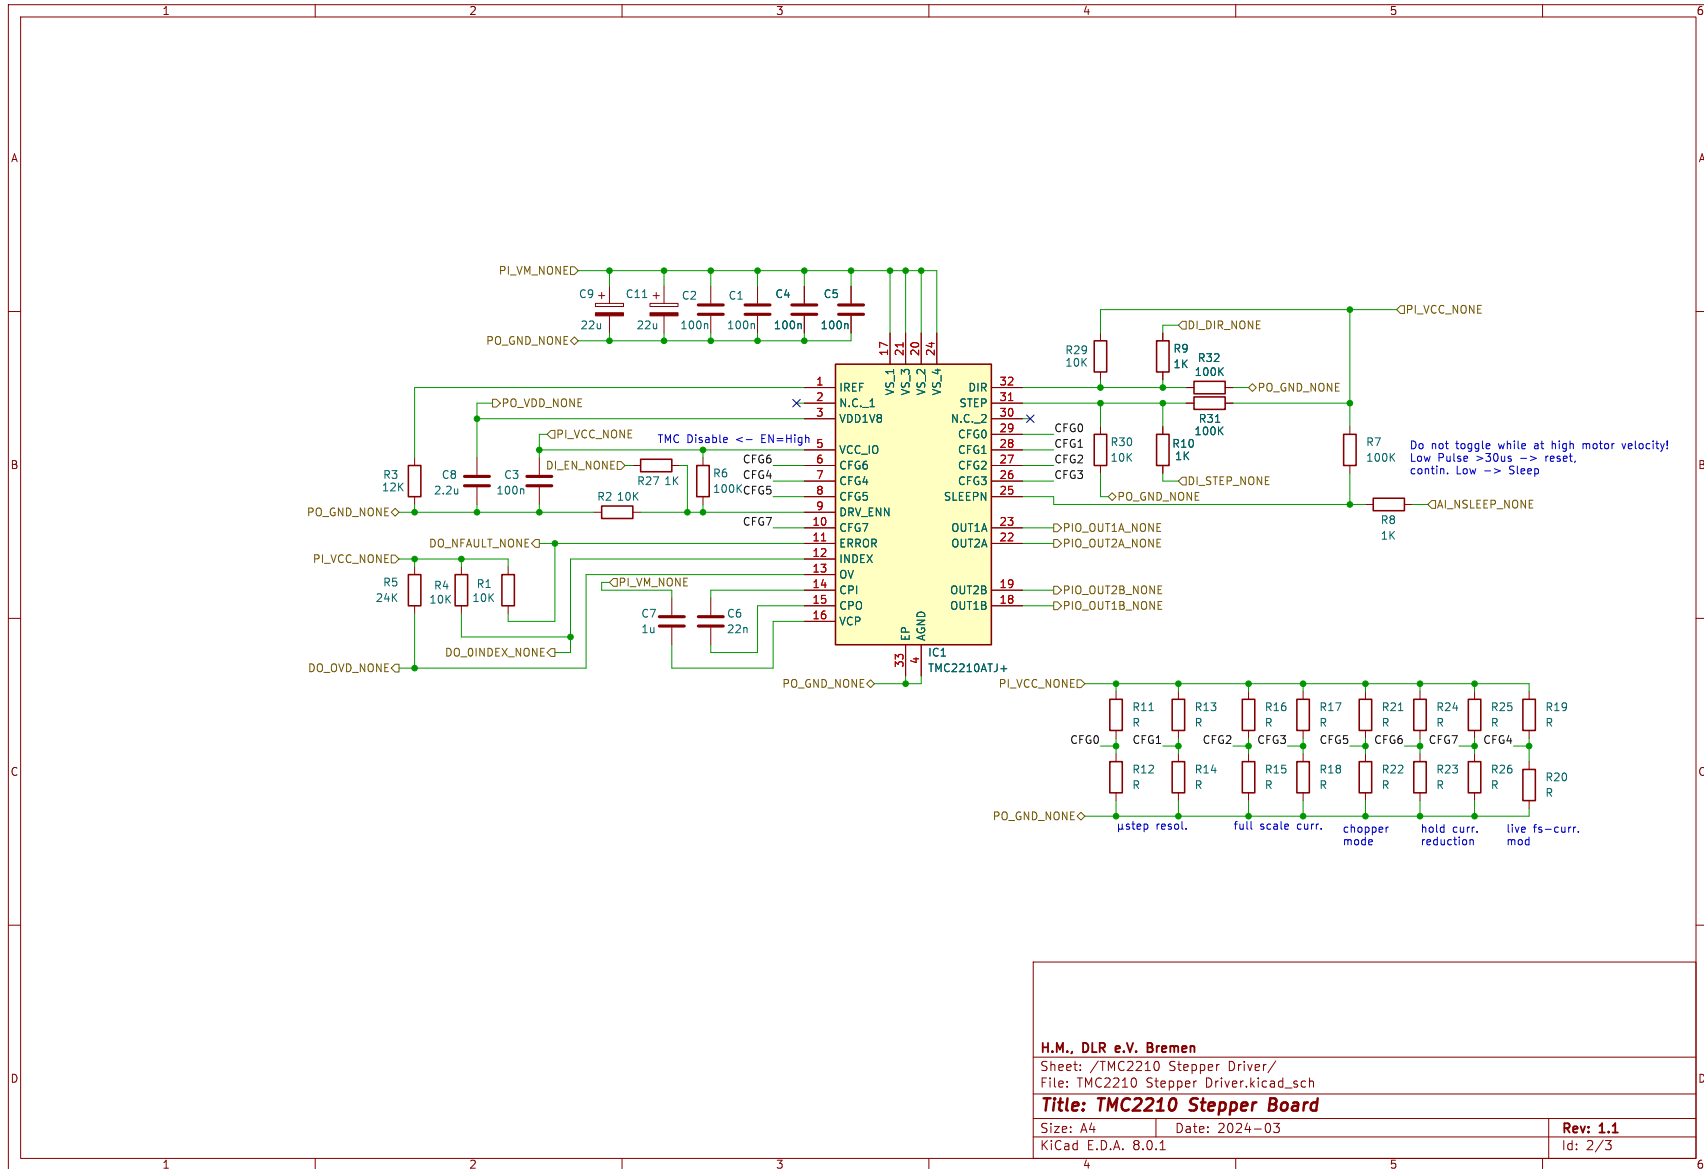 1 2 3 4 5 6
A A
B B
C C
D D
PI_VM_NONE
C9 + C11 + C2 C1 C4 C5
22u 22u 100n 100n 100n 100n
PO_GND_NONE
17 21 20 24
VS_1 VS_3 VS_2 VS_4
1 IREF
2 N.C._1
3 VDD1V8
5 VCC_IO
6 CFG6
7 CFG4
8 CFG5
9 DRV_ENN
10 CFG7
11 ERROR
12 INDEX
13 OV
14 CPI
15 CPO
16 VCP
DIR 32
STEP 31
N.C._2 30
CFG0 29
CFG1 28
CFG2 27
CFG3 26
SLEEPN 25
OUT1A 23
OUT2A 22
OUT2B 19
OUT1B 18
EP AGND
33 4
IC1
TMC2210ATJ+
PO_GND_NONE
PO_VDD_NONE
PI_VCC_NONE
TMC Disable <- EN=High
DI_EN_NONE
R27 1K
R6
100K
CFG6
CFG4
CFG5
CFG7
R3
12K
C8
2.2u
C3
100n
R2 10K
PO_GND_NONE
DO_NFAULT_NONE
PI_VCC_NONE
R5
24K
R4
10K
R1
10K
DO_0INDEX_NONE
DO_OVD_NONE
PI_VM_NONE
C7
1u
C6
22n
PI_VCC_NONE
DI_DIR_NONE
R29
10K
R9
1K
R32
100K
PO_GND_NONE
R31
100K
CFG0
CFG1
CFG2
CFG3
R30
10K
R10
1K
DI_STEP_NONE
PO_GND_NONE
R7
100K
Do not toggle while at high motor velocity!
Low Pulse >30us -> reset,
contin. Low -> Sleep
AI_NSLEEP_NONE
R8
1K
PIO_OUT1A_NONE
PIO_OUT2A_NONE
PIO_OUT2B_NONE
PIO_OUT1B_NONE
PI_VCC_NONE
R11 R13 R16 R17 R21 R24 R25 R19
R R R R R R R R
CFG0 CFG1 CFG2 CFG3 CFG5 CFG6 CFG7 CFG4
R12 R14 R15 R18 R22 R23 R26 R20
R R R R R R R R
PO_GND_NONE
µstep resol.
full scale curr.
chopper
mode
hold curr.
reduction
live fs-curr.
mod
H.M., DLR e.V. Bremen
Sheet: /TMC2210 Stepper Driver/
File: TMC2210 Stepper Driver.kicad_sch
Title: TMC2210 Stepper Board
Size: A4 Date: 2024-03 Rev: 1.1
KiCad E.D.A. 8.0.1 Id: 2/3
1 2 3 4 5 6